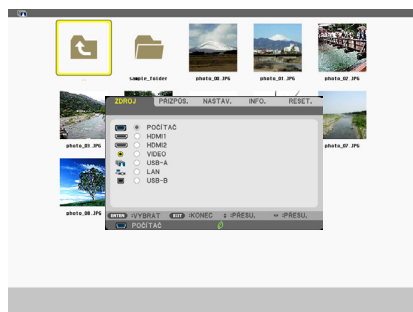 ..
sample_folder
photo_00.JPG
photo_01.JPG
photo_02.JPG
ZDROJ
PŘIZPŮS.
NASTAV.
INFO.
RESET.
POČÍTAČ
HDMI1
HDMI2
VIDEO
USB-A
LAN
USB-B
photo_03.JPG
photo_07.JPG
photo_08.JPG
ENTER :VYBRAT
EXIT :KONEC
:PŘESU.
:PŘESU.
POČÍTAČ